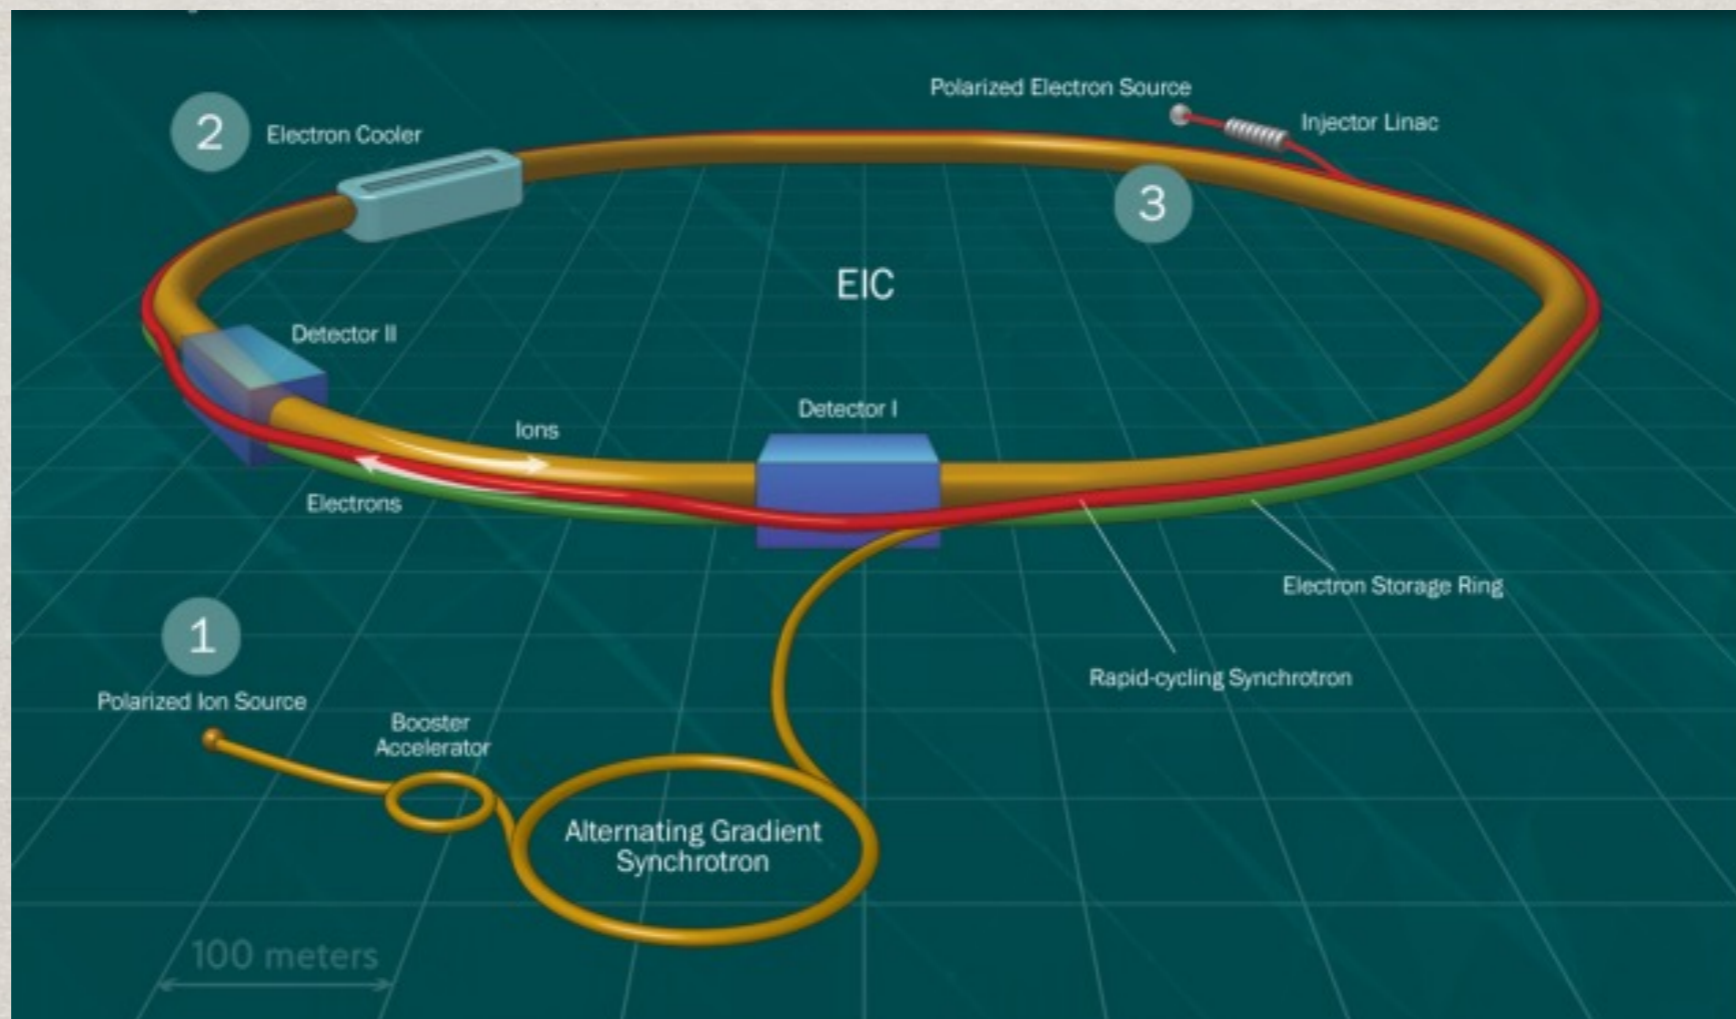 Polarized Electron Source
2
Electron Cooler
Injector Linac
3
EIC
Detector II
Detector I
Ions
Electrons
Electron Storage Ring
1
Rapid-cycling Synchrotron
Polarized Ion Source
Booster
Accelerator
Alternating Gradient
Synchrotron
100 meters